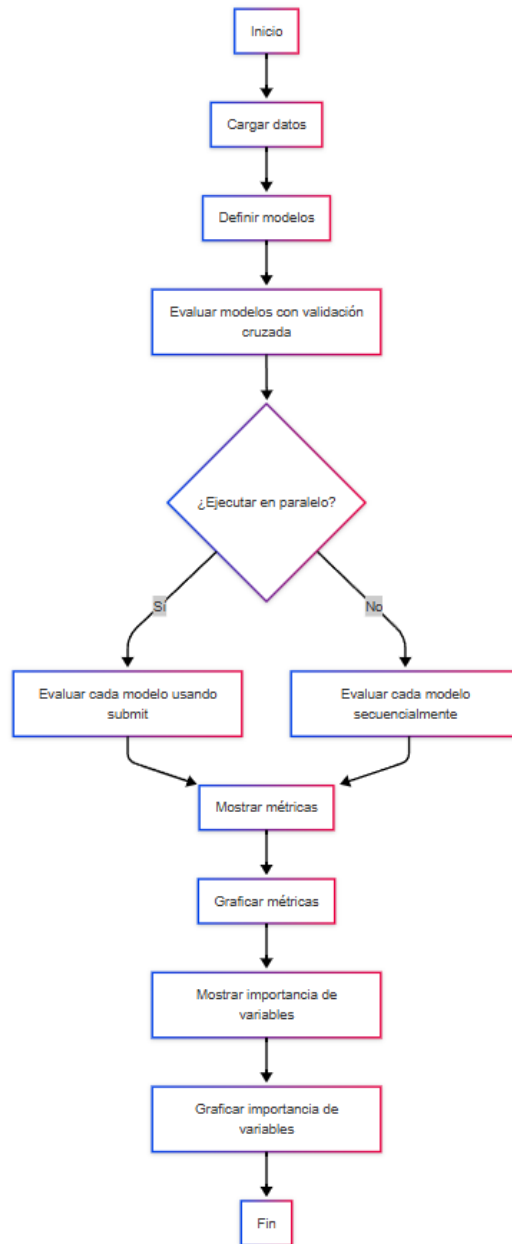 Inicio
Cargar datos
Definir modelos
Evaluar modelos con validación
cruzada
¿Ejecutar en paralelo?
Sí
No
Evaluar cada modelo usando
submit
Evaluar cada modelo
secuencialmente
Mostrar métricas
Graficar métricas
Mostrar importancia de
variables
Graficar importancia de
variables
Fin